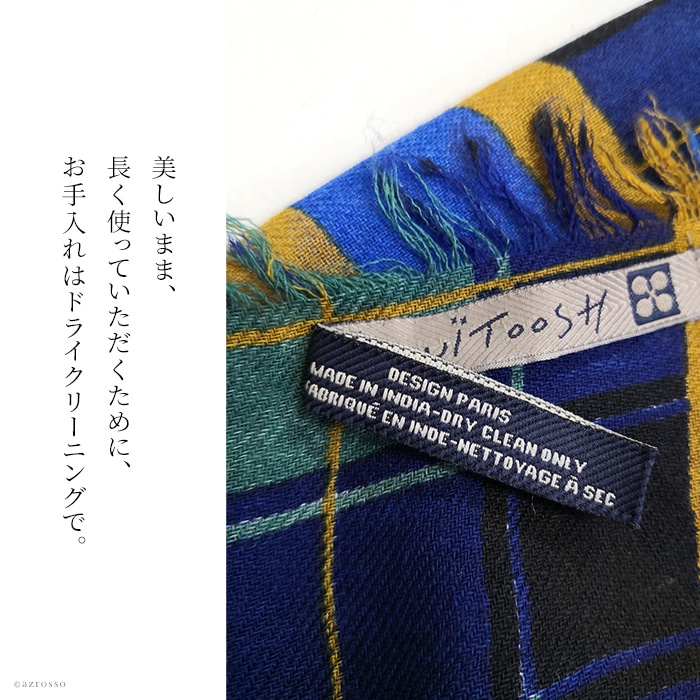 美しいまま、
長く使っていただくために、
お手入れはドライクリーニングで。
TOOSH
DESIGN PARIS
MADE IN INDIA-DRY CLEAN ONLY
FABRIQUÉ EN INDE-NETTOYAGE À SEC
©azrosso